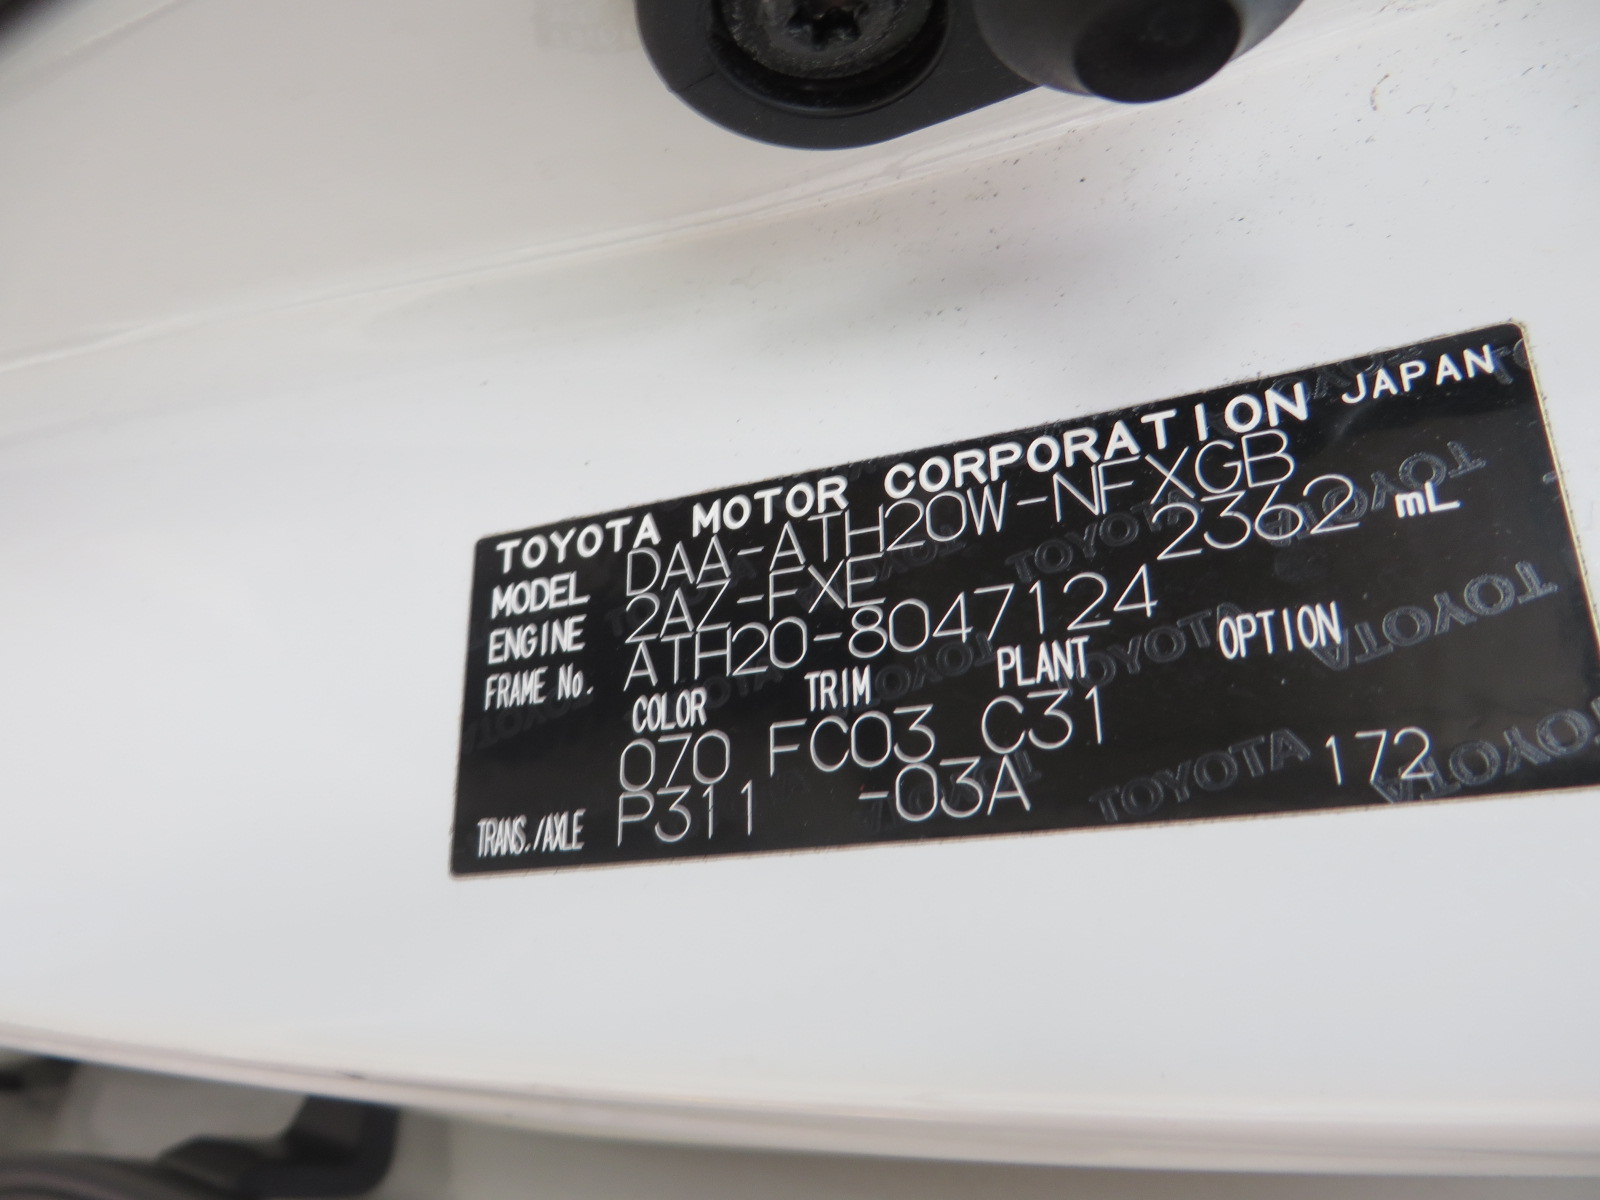 TOYOTA MOTOR CORPORATION JAPAN
MODEL DAA-ATH20W-NFXGB
ENGINE 2AZ-FXE 2362 mL
FRAME No. ATH20-8047124
COLOR TRIM PLANT OPTION
070 FC03 C31
TRANS./AXLE P311 -03A 172